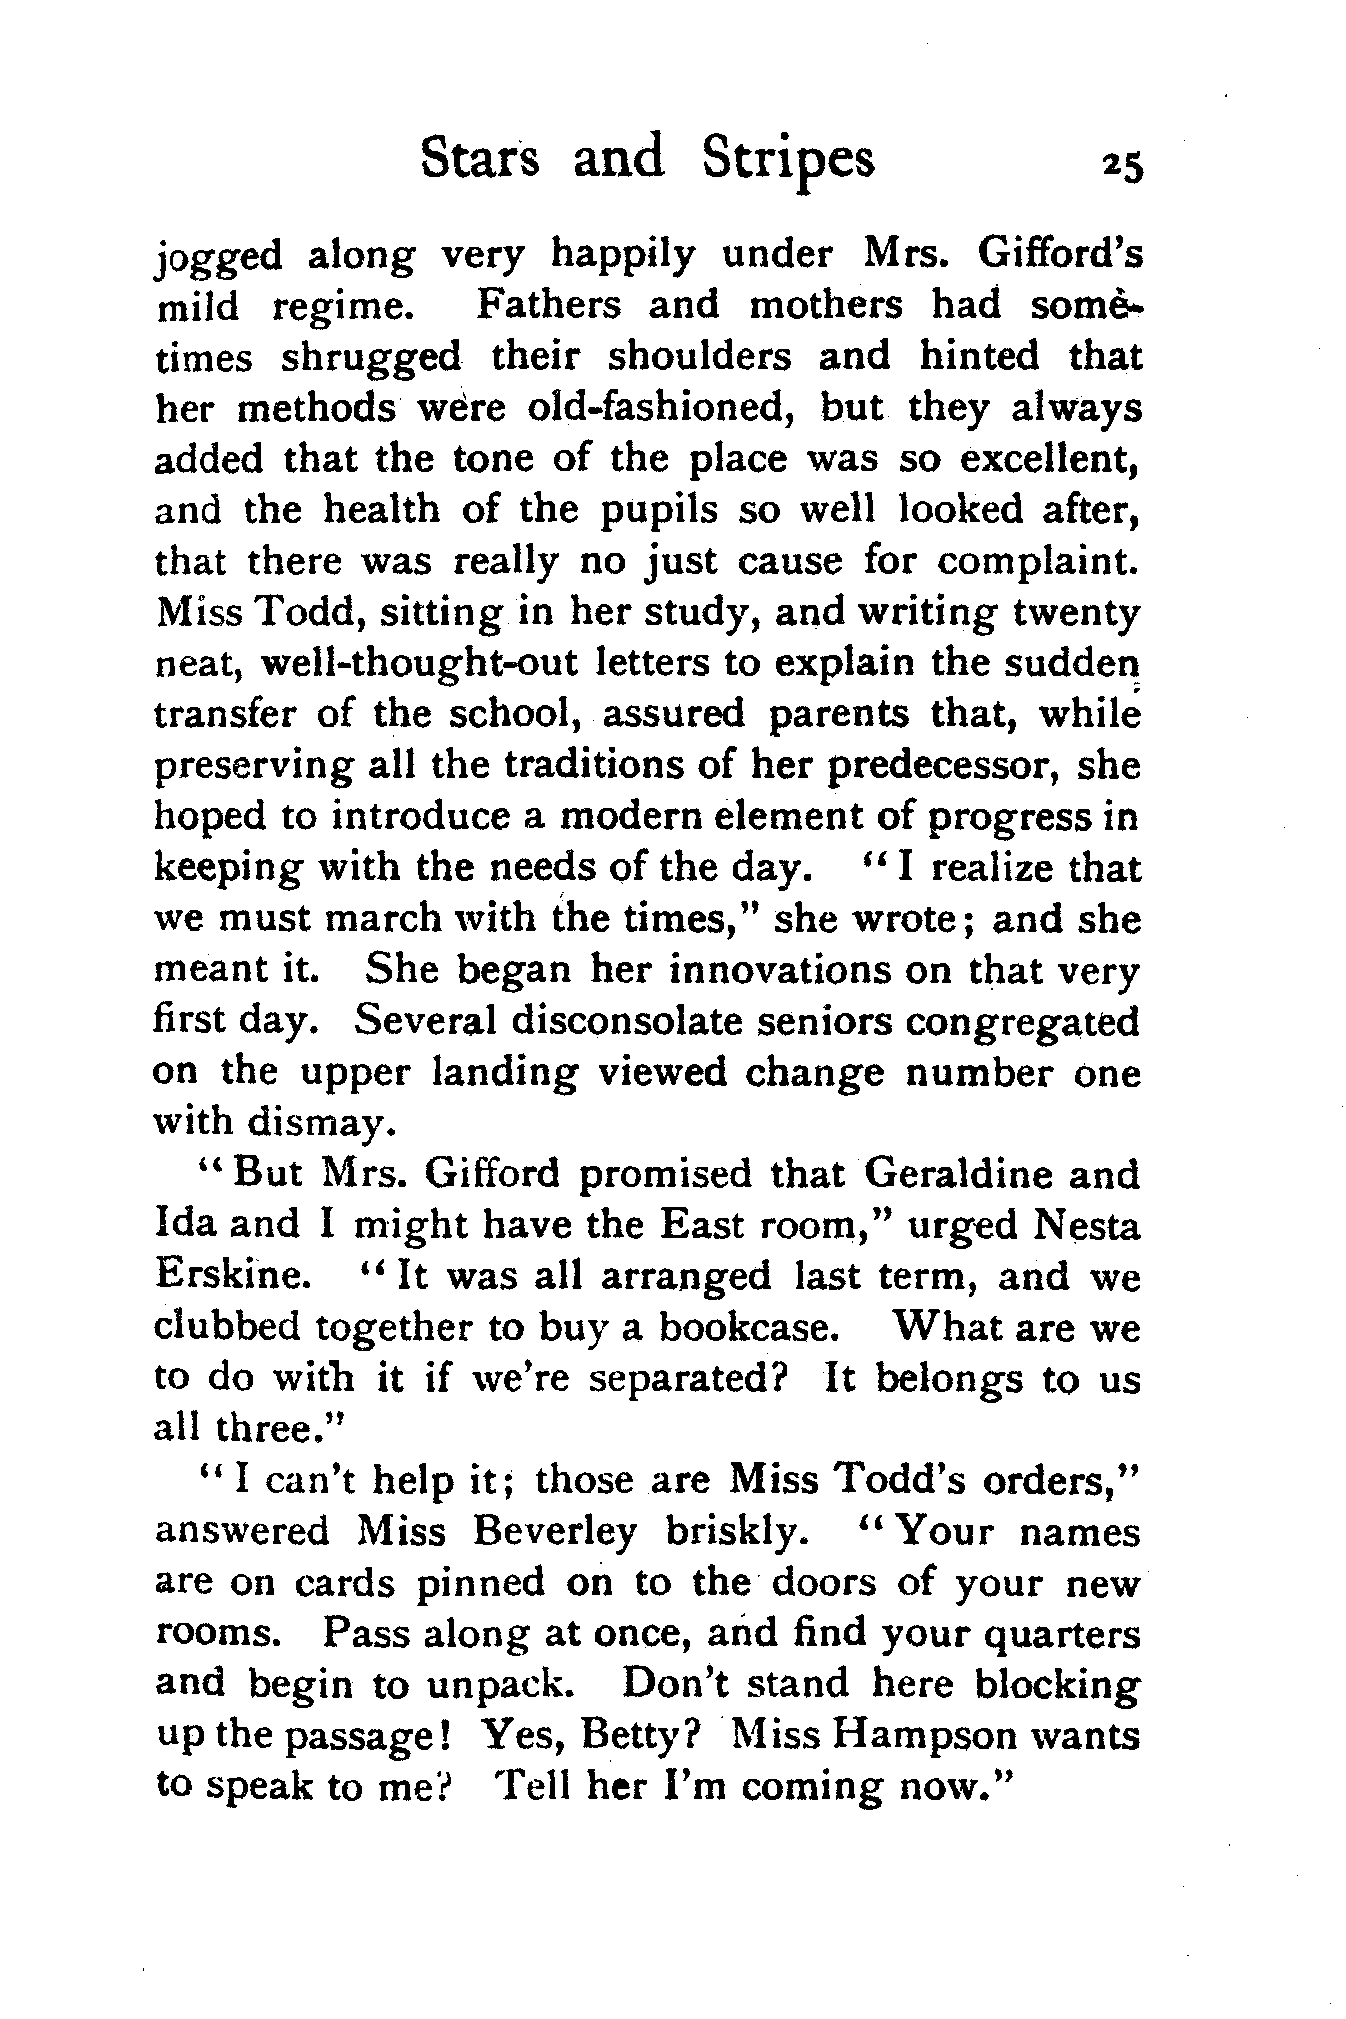 Stars and Stripes 25
jogged along very happily under Mrs. Gifford's
mild regime. Fathers and mothers had some-
times shrugged their shoulders and hinted that
her methods were old-fashioned, but they always
added that the tone of the place was so excellent,
and the health of the pupils so well looked after,
that there was really no just cause for complaint.
Miss Todd, sitting in her study, and writing twenty
neat, well-thought-out letters to explain the sudden
transfer of the school, assured parents that, while
preserving all the traditions of her predecessor, she
hoped to introduce a modern element of progress in
keeping with the needs of the day. "I realize that
we must march with the times," she wrote; and she
meant it. She began her innovations on that very
first day. Several disconsolate seniors congregated
on the upper landing viewed change number one
with dismay.
"But Mrs. Gifford promised that Geraldine and
Ida and I might have the East room," urged Nesta
Erskine. "It was all arranged last term, and we
clubbed together to buy a bookcase. What are we
to do with it if we're separated? It belongs to us
all three."
"I can't help it; those are Miss Todd's orders,"
answered Miss Beverley briskly. "Your names
are on cards pinned on to the doors of your new
rooms. Pass along at once, and find your quarters
and begin to unpack. Don't stand here blocking
up the passage! Yes, Betty? Miss Hampson wants
to speak to me? Tell her I'm coming now."